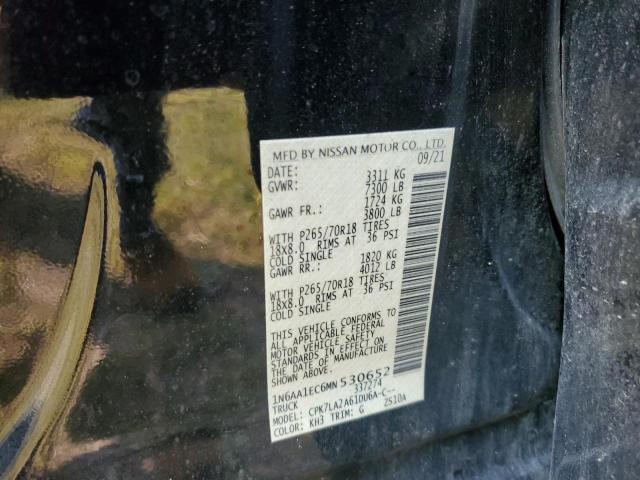 MFD BY NISSAN MOTOR CO., LTD.
DATE: 09/21
GVWR: 3311 KG
7300 LB
GAWR FR.: 1724 KG
3800 LB
WITH P265/70R18 TIRES
18X8.0 RIMS AT 36 PSI
COLD SINGLE
GAWR RR.: 1820 KG
4012 LB
WITH P265/70R18 TIRES
18X8.0 RIMS AT 36 PSI
COLD SINGLE
THIS VEHICLE CONFORMS TO
ALL APPLICABLE FEDERAL
MOTOR VEHICLE SAFETY
STANDARDS IN EFFECT ON
THE DATE OF MANUFACTURE
SHOWN ABOVE.
1N6AA1EC6MN530652
TRUCK 337274
MODEL: CPK7LA2A61DU6A-C--
COLOR: KH3 TRIM: G 2S10A